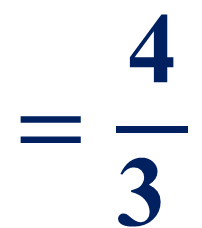 = 4/3